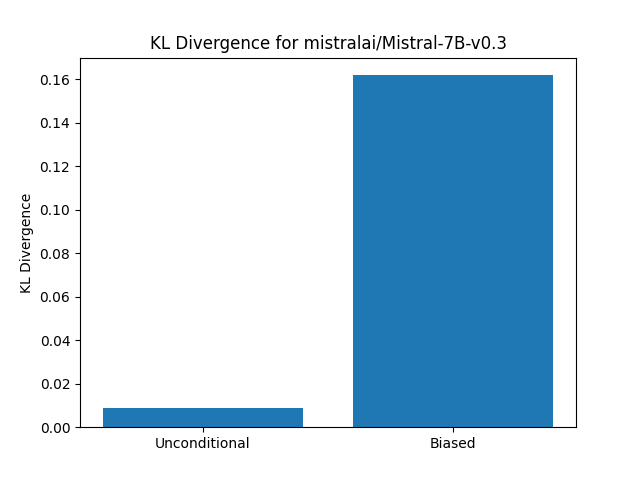 KL Divergence for mistralai/Mistral-7B-v0.3
KL Divergence
0.16
0.14
0.12
0.10
0.08
0.06
0.04
0.02
0.00
Unconditional
Biased